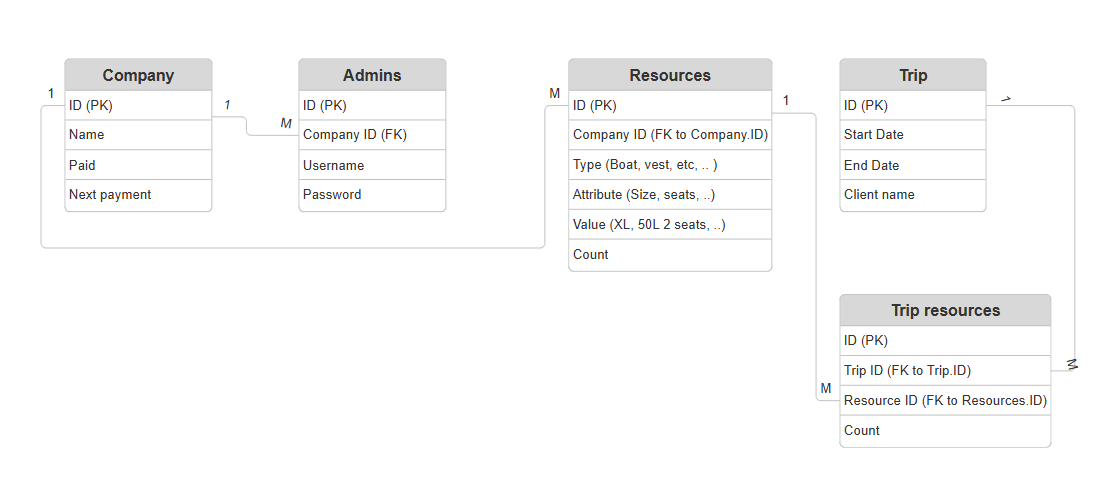 Company
1
ID (PK)
Name
Paid
Next payment
1
M
Admins
ID (PK)
Company ID (FK)
Username
Password
M
Resources
ID (PK)
Company ID (FK to Company.ID)
Type (Boat, vest, etc, .. )
Attribute (Size, seats, ..)
Value (XL, 50L 2 seats, ..)
Count
1
M
Trip
ID (PK)
Start Date
End Date
Client name
1
M
Trip resources
ID (PK)
Trip ID (FK to Trip.ID)
Resource ID (FK to Resources.ID)
Count